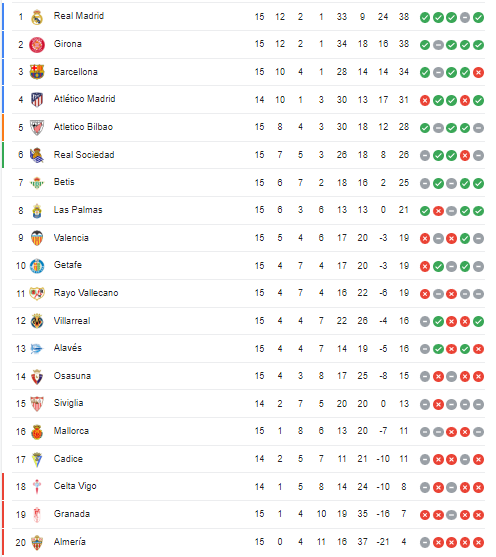 1 Real Madrid 15 12 2 1 33 9 24 38
2 Girona 15 12 2 1 34 18 16 38
3 Barcellona 15 10 4 1 28 14 14 34
4 Atlético Madrid 14 10 1 3 30 13 17 31
5 Atletico Bilbao 15 8 4 3 30 18 12 28
6 Real Sociedad 15 7 5 3 26 18 8 26
7 Betis 15 6 7 2 18 16 2 25
8 Las Palmas 15 6 3 6 13 13 0 21
9 Valencia 15 5 4 6 17 20 -3 19
10 Getafe 15 4 7 4 17 20 -3 19
11 Rayo Vallecano 15 4 7 4 16 22 -6 19
12 Villarreal 15 4 4 7 22 26 -4 16
13 Alavés 15 4 4 7 14 19 -5 16
14 Osasuna 15 4 3 8 17 25 -8 15
15 Siviglia 14 2 7 5 20 20 0 13
16 Mallorca 15 1 8 6 13 20 -7 11
17 Cadice 14 2 5 7 11 21 -10 11
18 Celta Vigo 14 1 5 8 14 24 -10 8
19 Granada 15 1 4 10 19 35 -16 7
20 Almería 15 0 4 11 16 37 -21 4